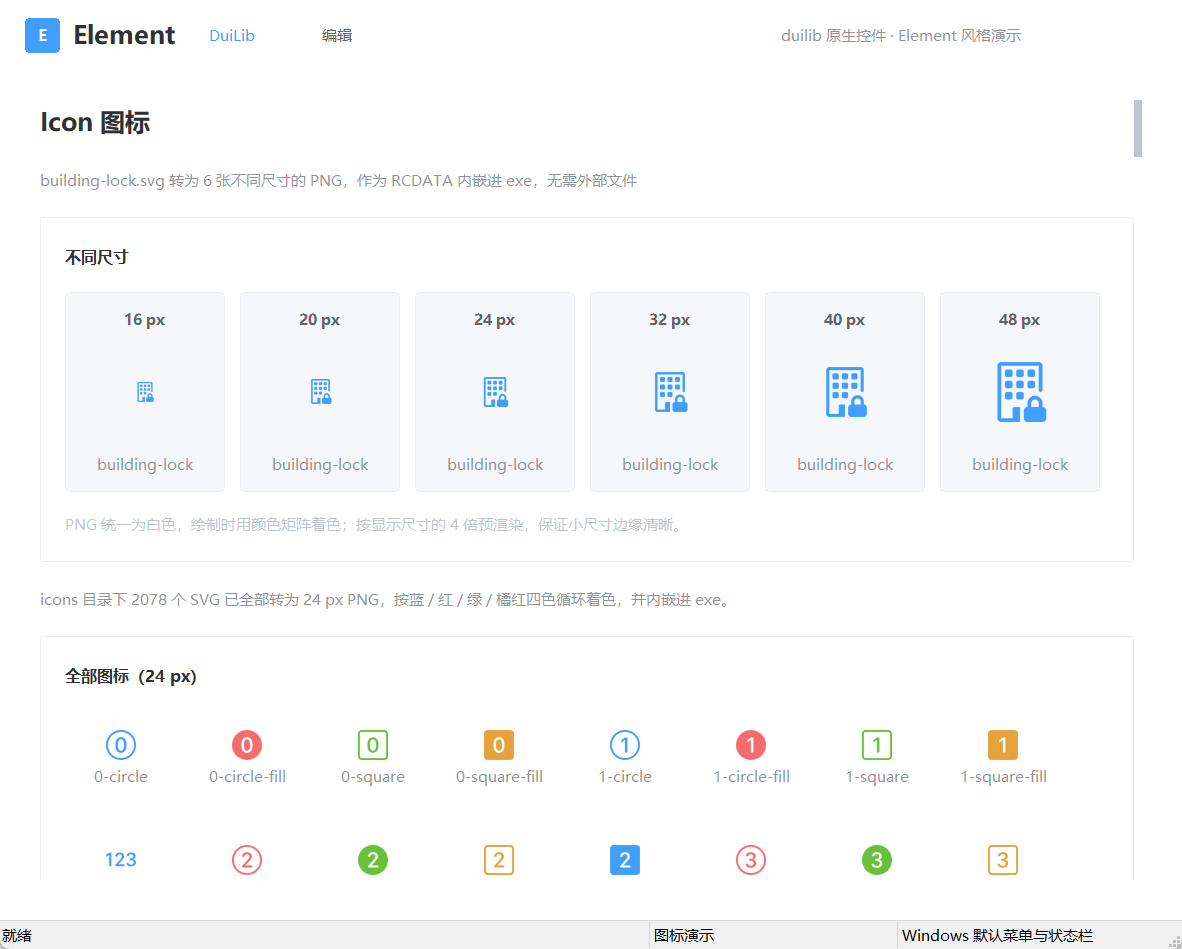 E Element DuiLib 编辑 duilib 原生控件 · Element 风格演示
Icon 图标
building-lock.svg 转为 6 张不同尺寸的 PNG，作为 RCDATA 内嵌进 exe，无需外部文件
不同尺寸
16 px 20 px 24 px 32 px 40 px 48 px
building-lock building-lock building-lock building-lock building-lock building-lock
PNG 统一为白色，绘制时用颜色矩阵着色；按显示尺寸的 4 倍预渲染，保证小尺寸边缘清晰。
icons 目录下 2078 个 SVG 已全部转为 24 px PNG，按蓝 / 红 / 绿 / 橘红四色循环着色，并内嵌进 exe。
全部图标（24 px)
0 0 0 0 1 1 1 1
0-circle 0-circle-fill 0-square 0-square-fill 1-circle 1-circle-fill 1-square 1-square-fill
123 2 2 2 2 3 3 3
就绪 图标演示 Windows 默认菜单与状态栏